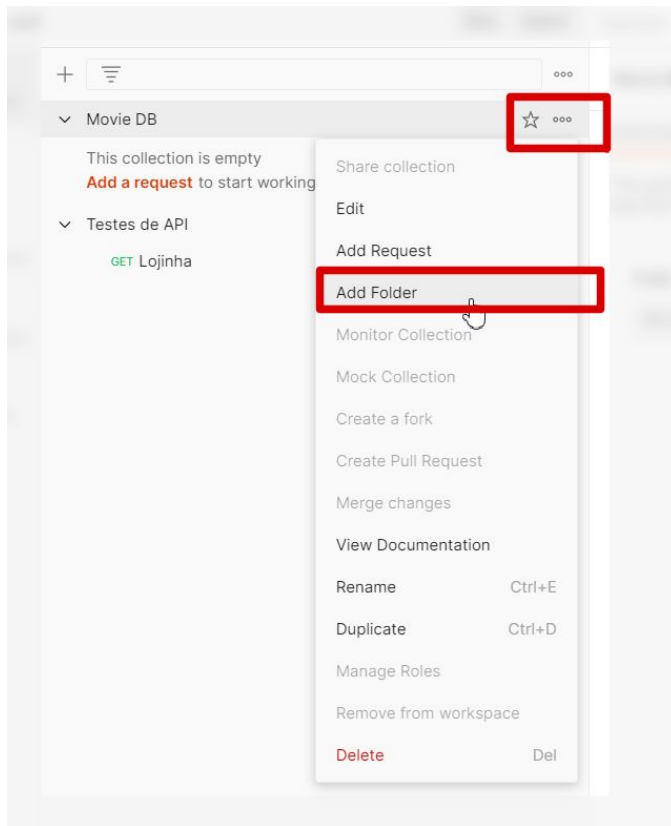 Movie DB
This collection is empty
Add a request to start working
Testes de API
GET Lojinha
Share collection
Edit
Add Request
Add Folder
Monitor Collection
Mock Collection
Create a fork
Create Pull Request
Merge changes
View Documentation
Rename Ctrl+E
Duplicate Ctrl+D
Manage Roles
Remove from workspace
Delete Del